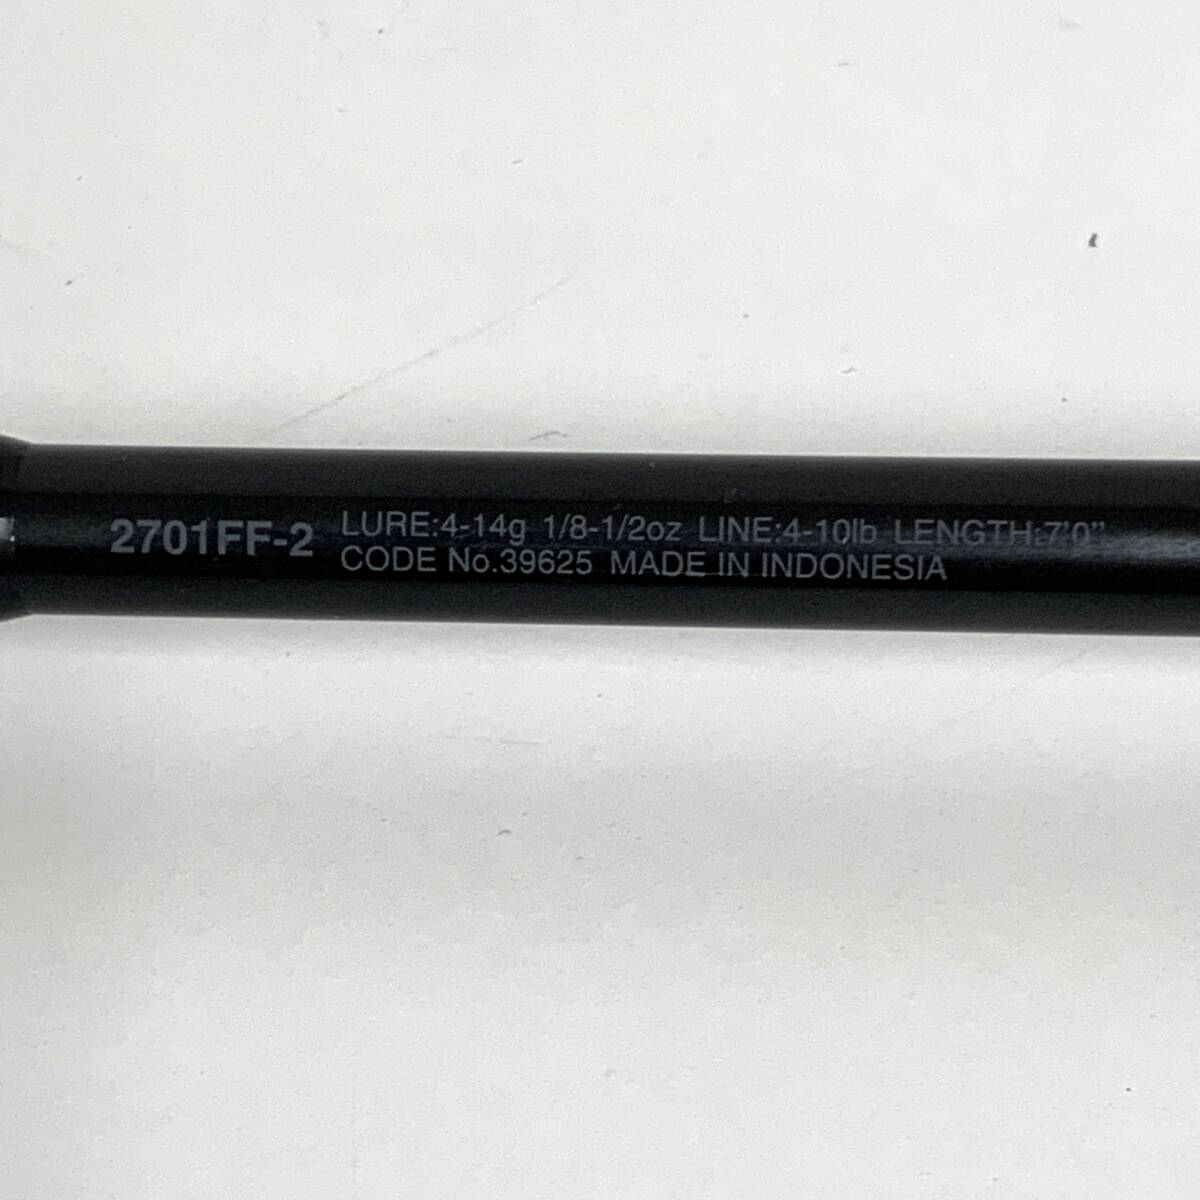 2701FF-2
LURE:4-14g 1/8-1/2oz LINE:4-10lb LENGTH:7'0"
CODE No.39625 MADE IN INDONESIA